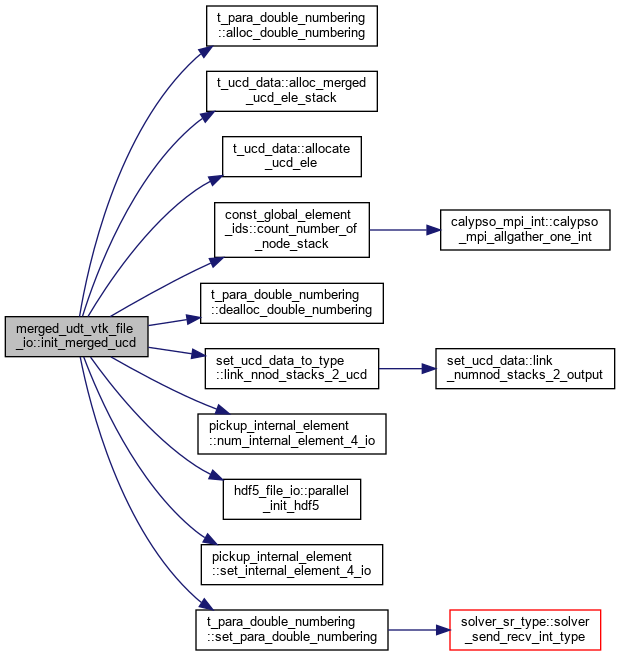 t_para_double_numbering
::alloc_double_numbering
t_ucd_data::alloc_merged
_ucd_ele_stack
t_ucd_data::allocate
_ucd_ele
const_global_element
_ids::count_number_of
_node_stack
calypso_mpi_int::calypso
_mpi_allgather_one_int
t_para_double_numbering
::dealloc_double_numbering
merged_udt_vtk_file
_io::init_merged_ucd
set_ucd_data_to_type
::link_nnod_stacks_2_ucd
set_ucd_data::link
_numnod_stacks_2_output
pickup_internal_element
::num_internal_element_4_io
hdf5_file_io::parallel
_init_hdf5
pickup_internal_element
::set_internal_element_4_io
t_para_double_numbering
::set_para_double_numbering
solver_sr_type::solver
_send_recv_int_type